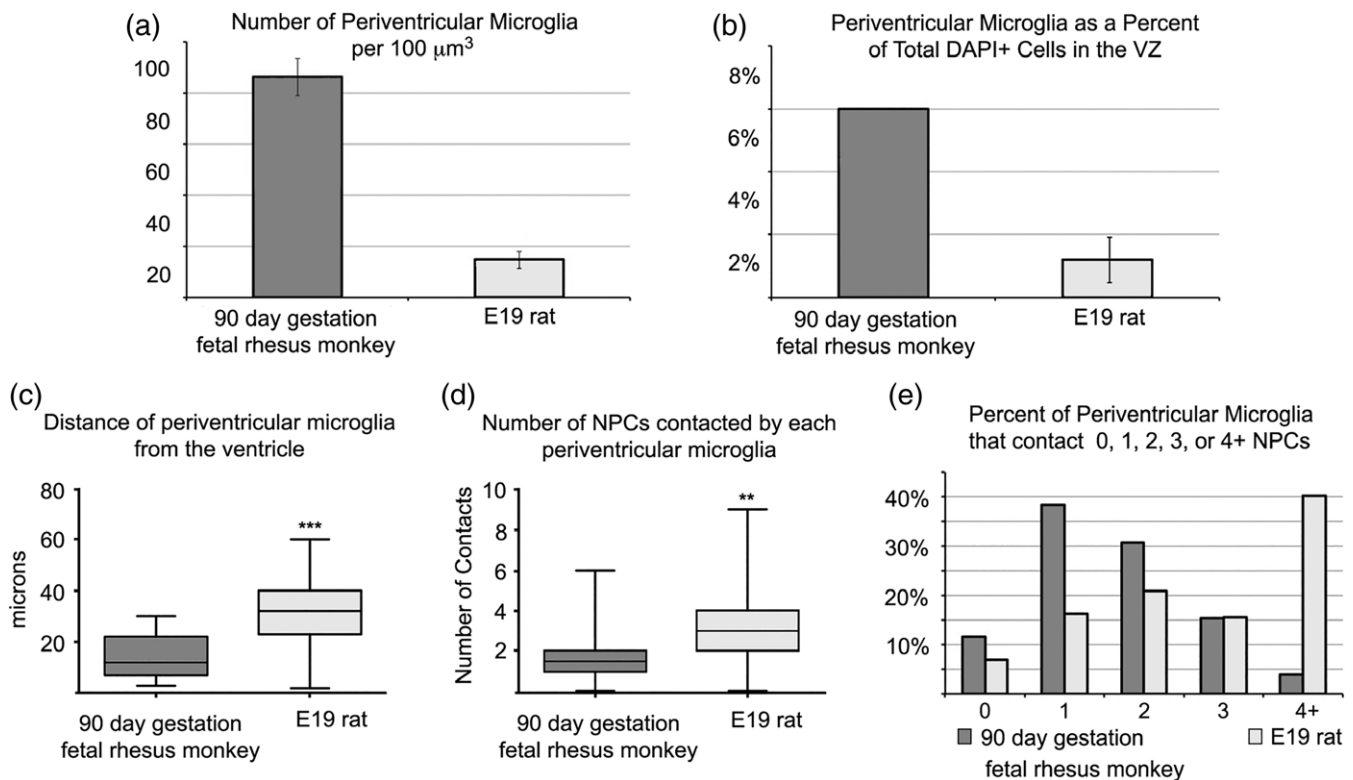 (a)
Number of Periventricular Microglia
per 100 μm³
100
80
60
40
20
90 day gestation
fetal rhesus monkey
E19 rat
(b)
Periventricular Microglia as a Percent
of Total DAPI+ Cells in the VZ
8%
6%
4%
2%
90 day gestation
fetal rhesus monkey
E19 rat
(c)
Distance of periventricular microglia
from the ventricle
microns
80
60
40
20
***
90 day gestation
fetal rhesus monkey
E19 rat
(d)
Number of NPCs contacted by each
periventricular microglia
Number of Contacts
10
8
6
4
2
**
90 day gestation
fetal rhesus monkey
E19 rat
(e)
Percent of Periventricular Microglia
that contact 0, 1, 2, 3, or 4+ NPCs
40%
30%
20%
10%
0 1 2 3 4+
90 day gestation
fetal rhesus monkey
E19 rat